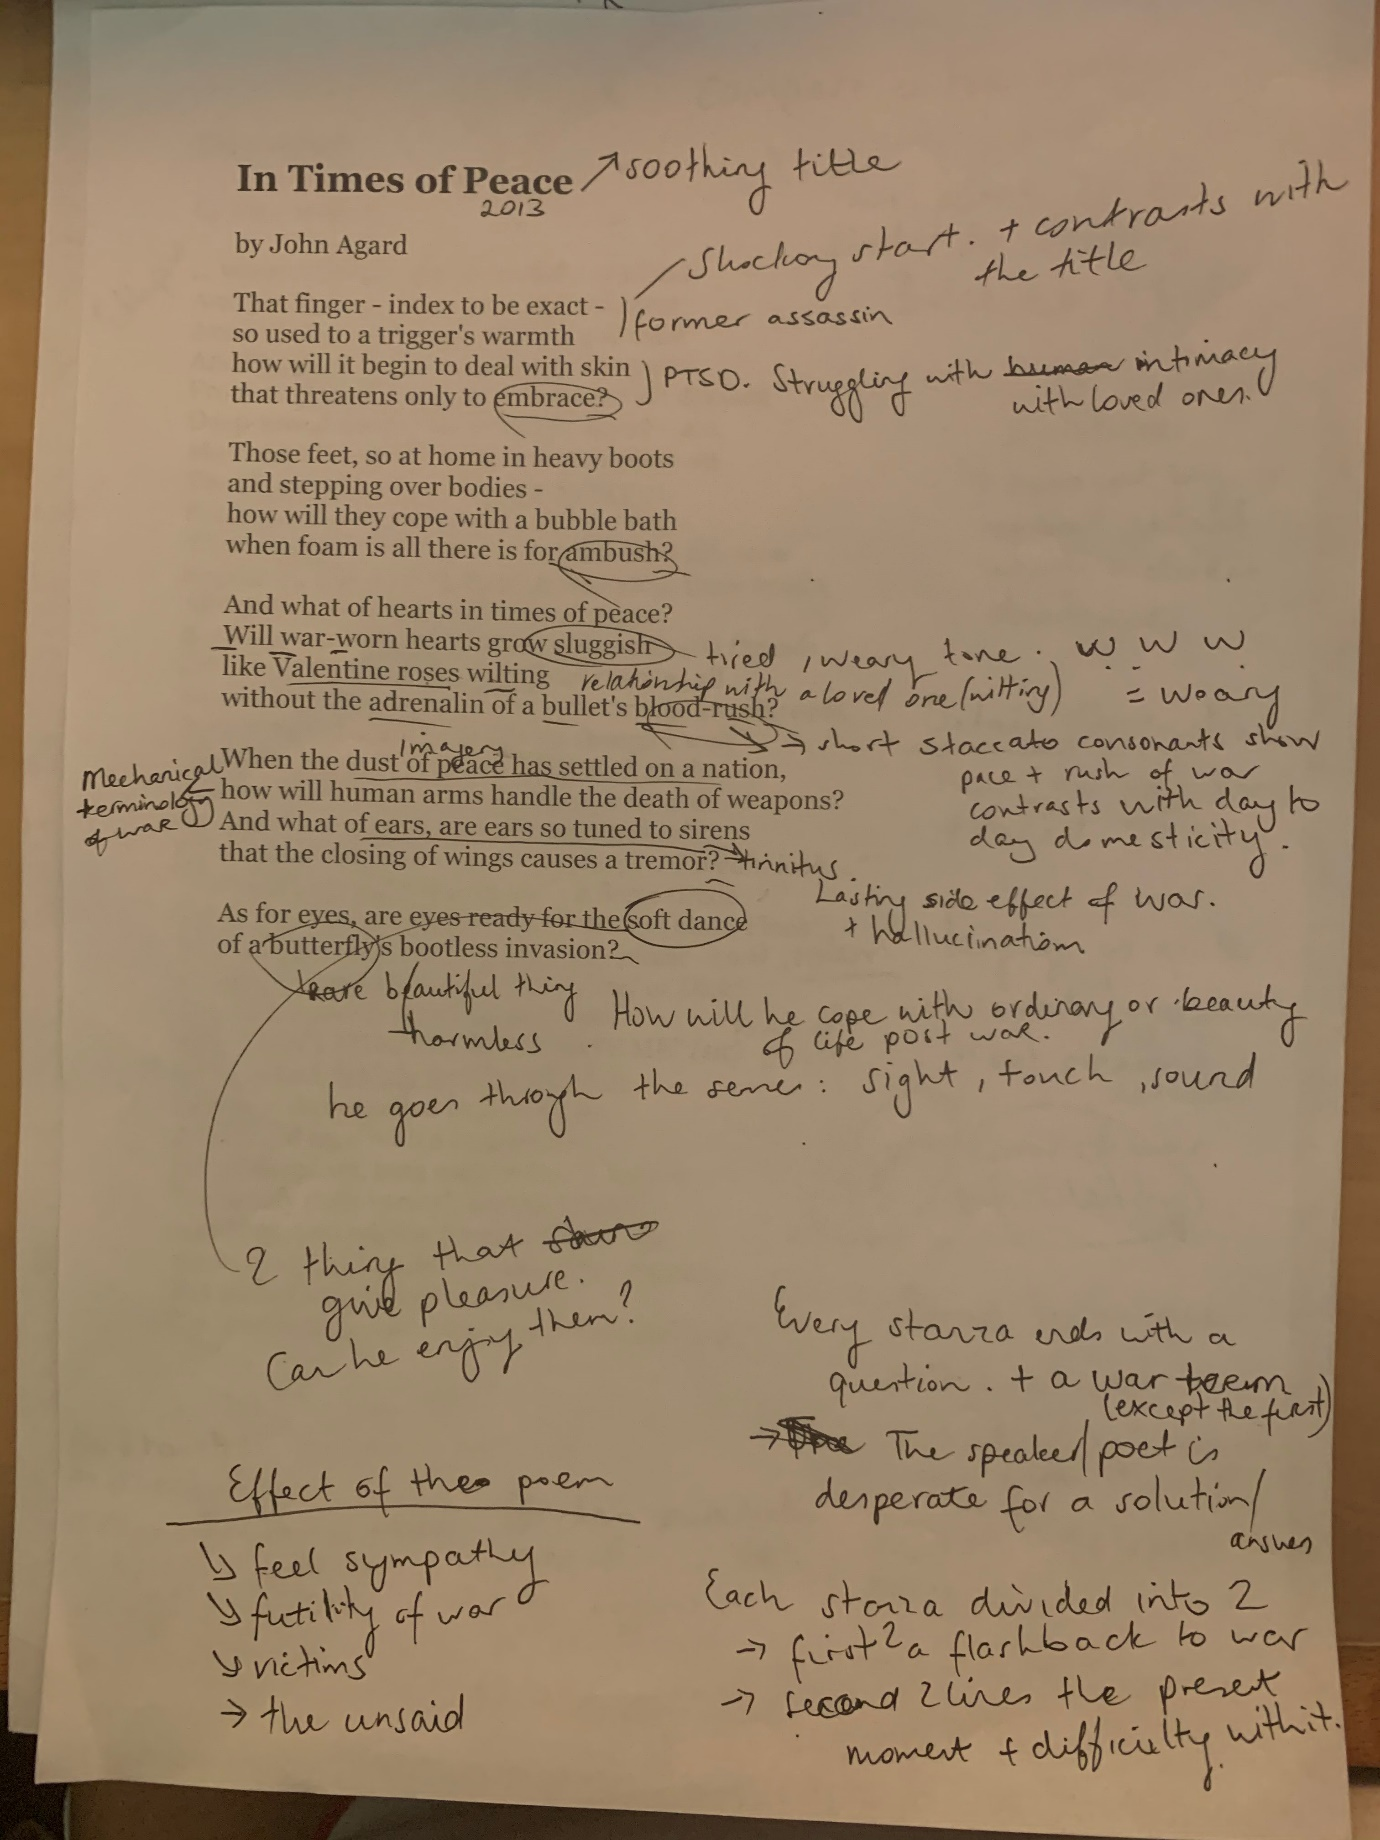 In Times of Peace ↗ soothing title
2013
by John Agard
Shocking start. + contrasts with
the title
That finger - index to be exact -
former assassin
so used to a trigger's warmth
how will it begin to deal with skin
PTSD. Struggling with intimacy
that threatens only to embrace?
with loved ones.
Those feet, so at home in heavy boots
and stepping over bodies -
how will they cope with a bubble bath
when foam is all there is for ambush?
And what of hearts in times of peace?
Will war-worn hearts grow sluggish
tired, weary tone. w w w
like Valentine roses wilting
relationship with a loved one (wilting)
= weary
without the adrenalin of a bullet's blood-rush?
→ short staccato consonants show
pace + rush of war
contrasts with day to
day domesticity.
imagery
When the dust of peace has settled on a nation,
Mechanical
terminology
of war
how will human arms handle the death of weapons?
And what of ears, are ears so tuned to sirens
that the closing of wings causes a tremor? → tinnitus.
Lasting side effect of war.
+ hallucination
As for eyes, are eyes ready for the soft dance
of a butterfly's bootless invasion?
rare beautiful thing
harmless
How will he cope with ordinary or beauty
of life post war.
he goes through the senses: sight, touch, sound
2 thing that
give pleasure.
Can he enjoy them?
Every stanza ends with a
question. + a war term
(except the first)
→ The speaker/poet is
desperate for a solution/
answer
Effect of the poem
↳ feel sympathy
↳ futility of war
↳ victims
→ the unsaid
Each stanza divided into 2
→ first 2 a flashback to war
→ second 2 lines the present
moment + difficulty with it.